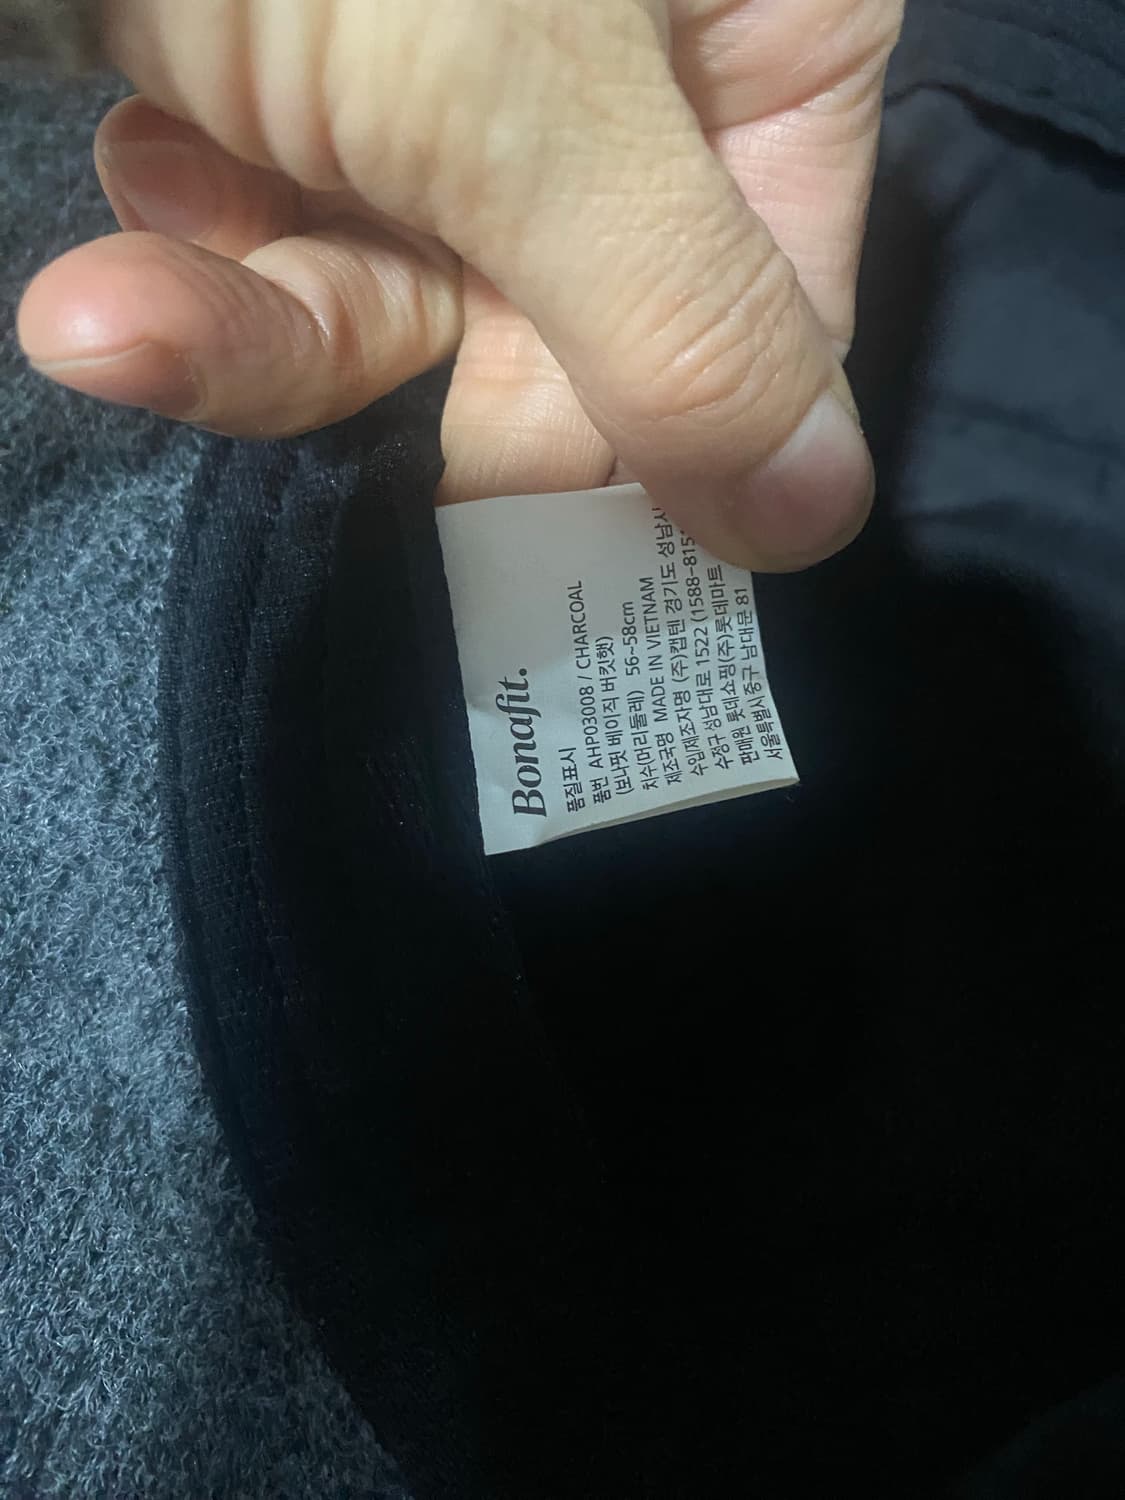 Bonafit.
품질표시
품번 AHP03008 / CHARCOAL
(보나핏 베이직 버킷햇)
치수(머리둘레) 56~58cm
제조국명 MADE IN VIETNAM
수입/제조자명 (주)캡텐 경기도 성남시
수정구 성남대로 1522 (1588-815
판매원 롯데쇼핑(주)롯데마트
서울특별시 중구 남대문 81